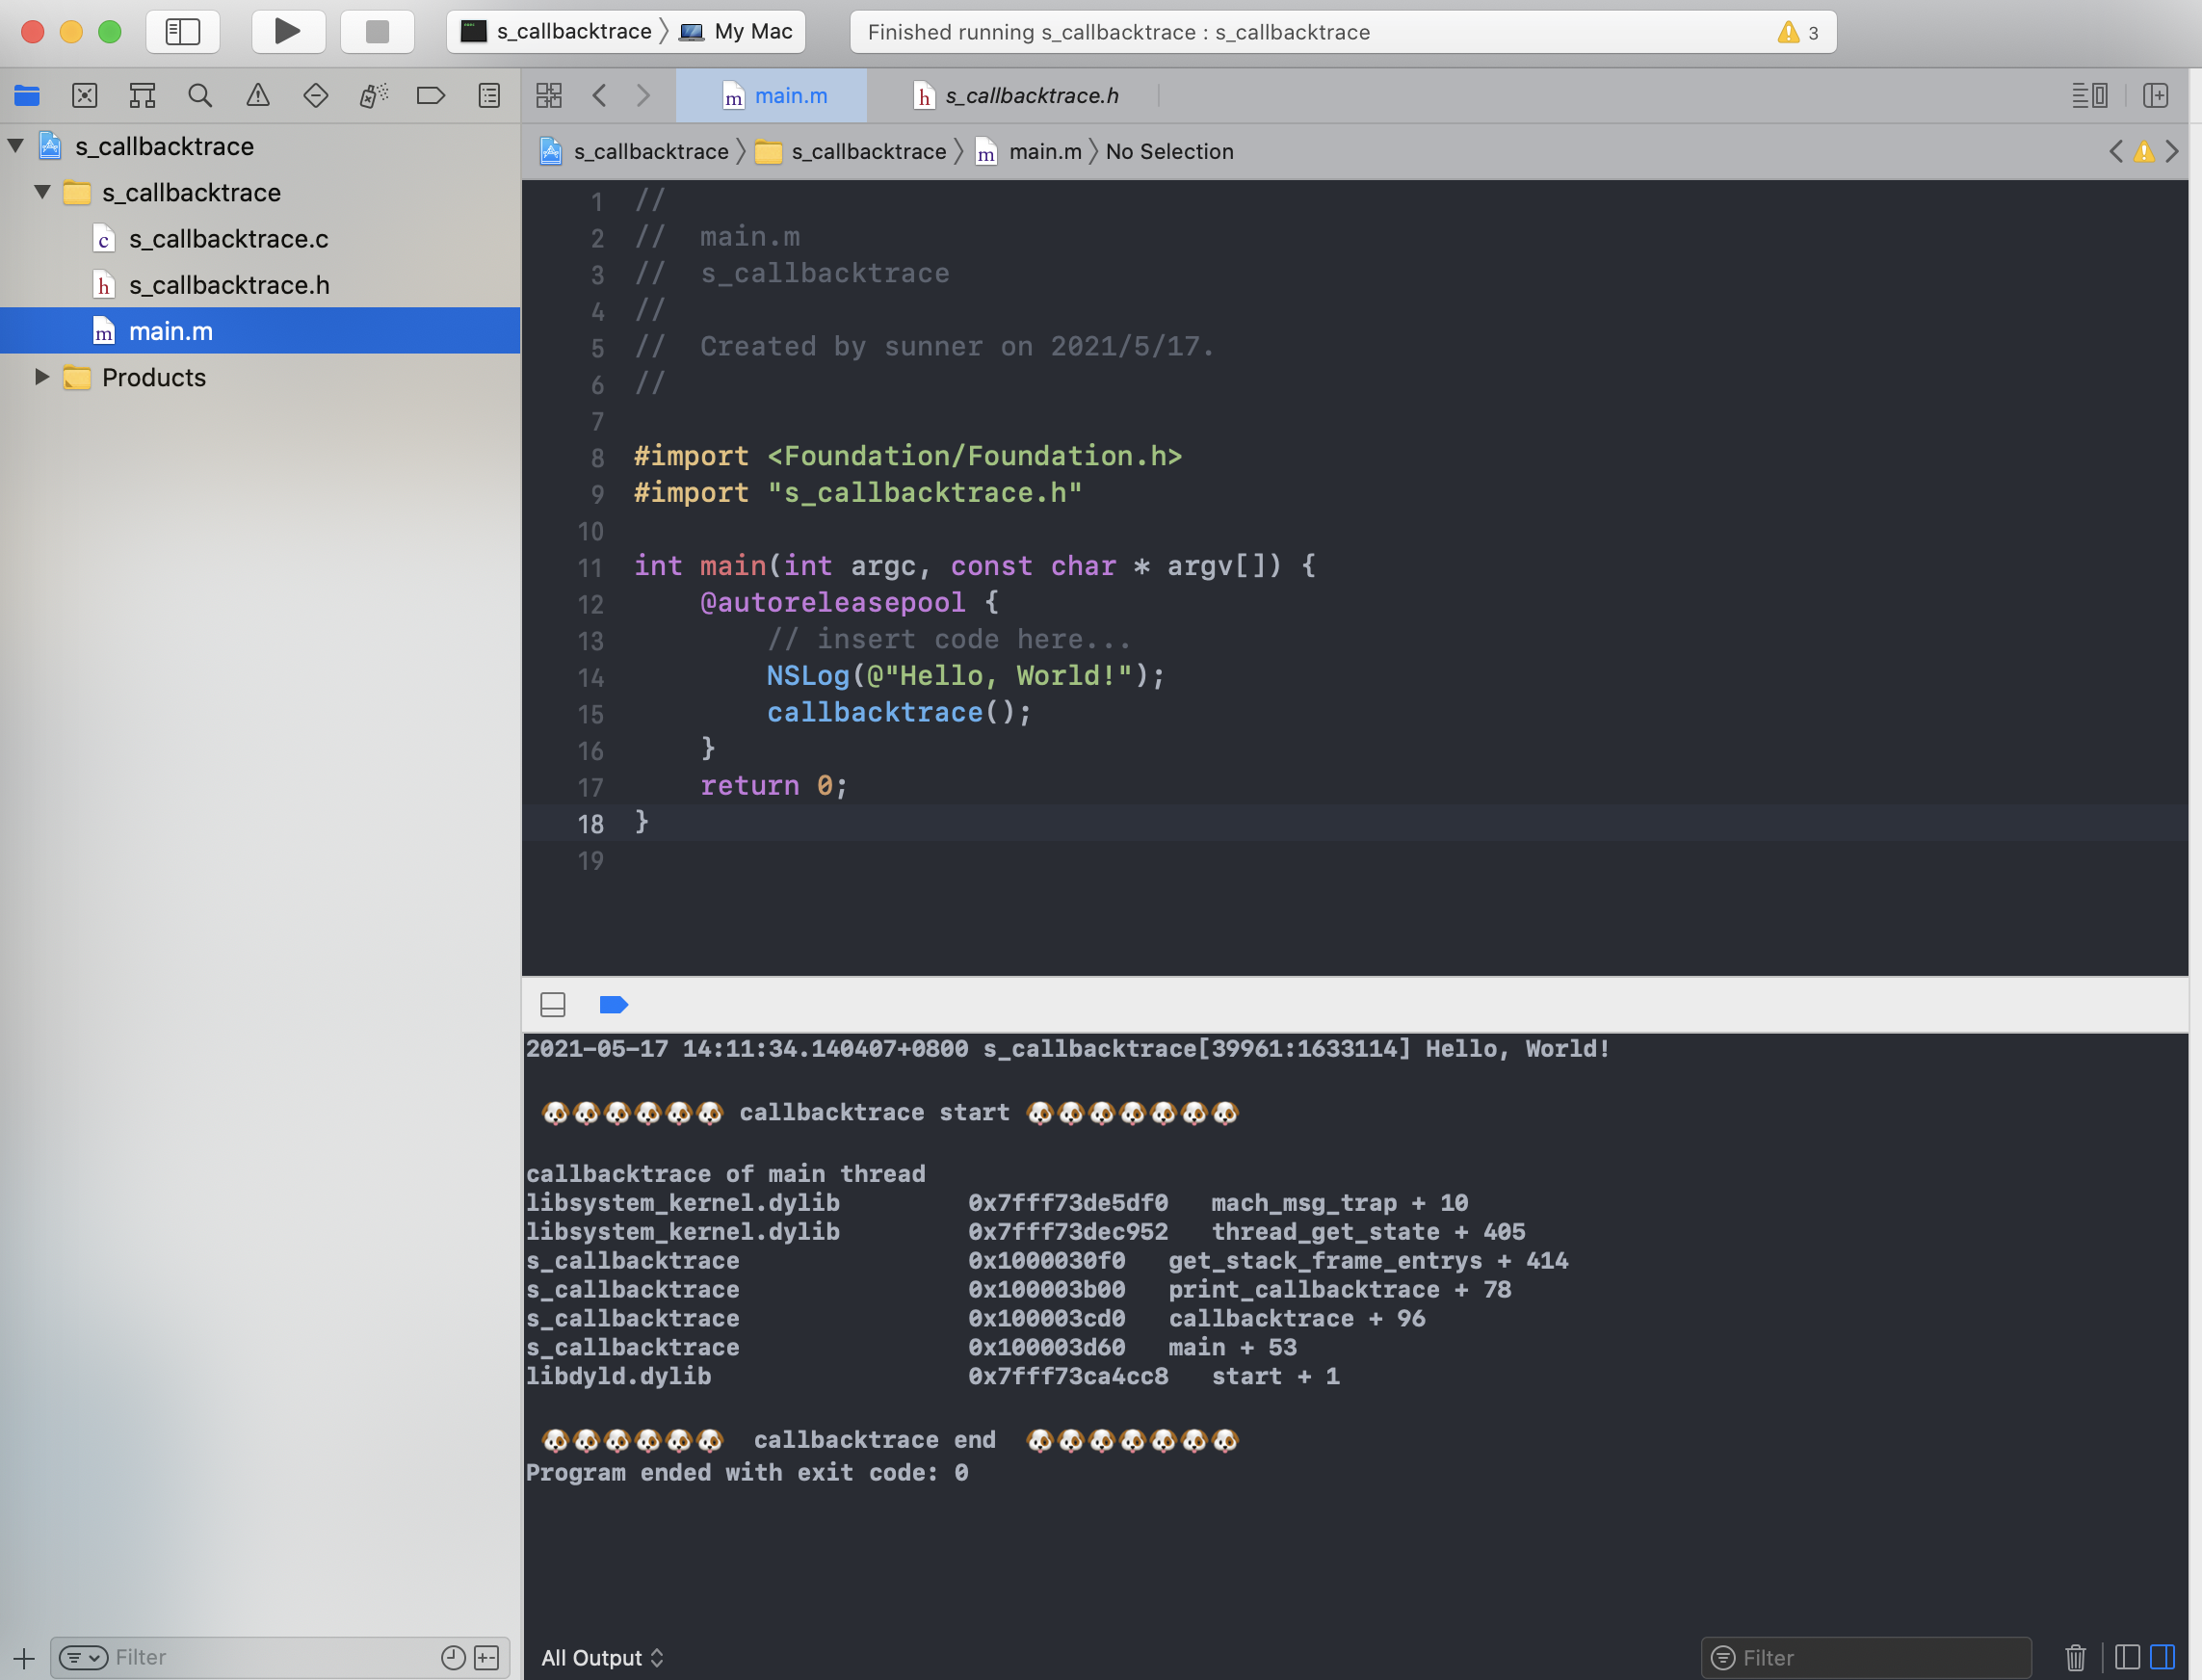 s_callbacktrace 〉 My Mac
Finished running s_callbacktrace : s_callbacktrace
3
main.m
s_callbacktrace.h
s_callbacktrace
s_callbacktrace
s_callbacktrace.c
s_callbacktrace.h
main.m
Products
s_callbacktrace 〉 s_callbacktrace 〉 main.m 〉 No Selection
1 //
2 //  main.m
3 //  s_callbacktrace
4 //
5 //  Created by sunner on 2021/5/17.
6 //
7
8 #import <Foundation/Foundation.h>
9 #import "s_callbacktrace.h"
10
11 int main(int argc, const char * argv[]) {
12     @autoreleasepool {
13         // insert code here...
14         NSLog(@"Hello, World!");
15         callbacktrace();
16     }
17     return 0;
18 }
19
2021-05-17 14:11:34.140407+0800 s_callbacktrace[39961:1633114] Hello, World!
🐶🐶🐶🐶🐶🐶 callbacktrace start 🐶🐶🐶🐶🐶🐶🐶
callbacktrace of main thread
libsystem_kernel.dylib         0x7fff73de5df0   mach_msg_trap + 10
libsystem_kernel.dylib         0x7fff73dec952   thread_get_state + 405
s_callbacktrace                0x1000030f0   get_stack_frame_entrys + 414
s_callbacktrace                0x100003b00   print_callbacktrace + 78
s_callbacktrace                0x100003cd0   callbacktrace + 96
s_callbacktrace                0x100003d60   main + 53
libdyld.dylib                  0x7fff73ca4cc8   start + 1
🐶🐶🐶🐶🐶🐶  callbacktrace end  🐶🐶🐶🐶🐶🐶🐶
Program ended with exit code: 0
Filter
All Output
Filter